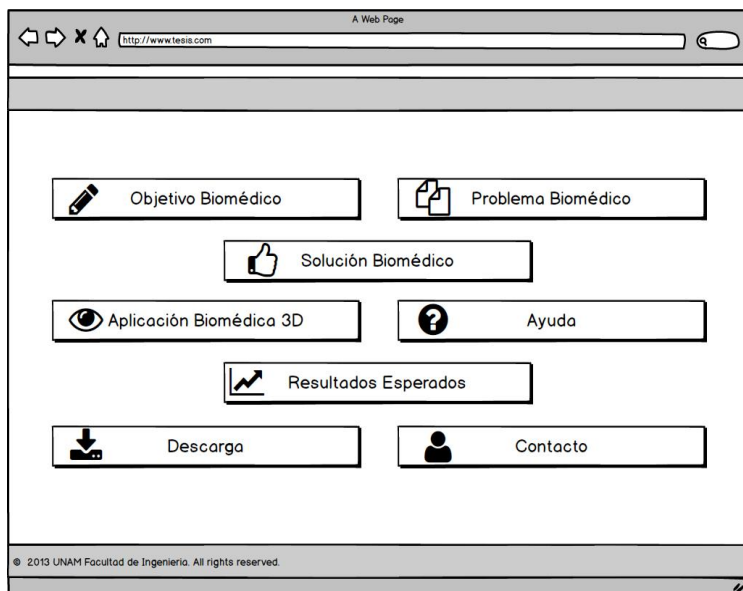 A Web Page
http://www.tesis.com
Objetivo Biomédico
Problema Biomédico
Solución Biomédico
Aplicación Biomédica 3D
Ayuda
Resultados Esperados
Descarga
Contacto
© 2013 UNAM Facultad de Ingenieria. All rights reserved.